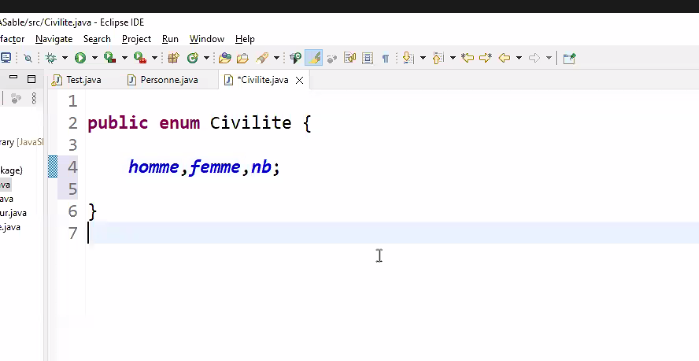 ASable/src/Civilite.java - Eclipse IDE
factor Navigate Search Project Run Window Help
Test.java Personne.java *Civilite.java
1
2 public enum Civilite {
3
4 homme,femme,nb;
5
6 }
7
rary [JavaS
kage)
va
ava
ur.java
e.java